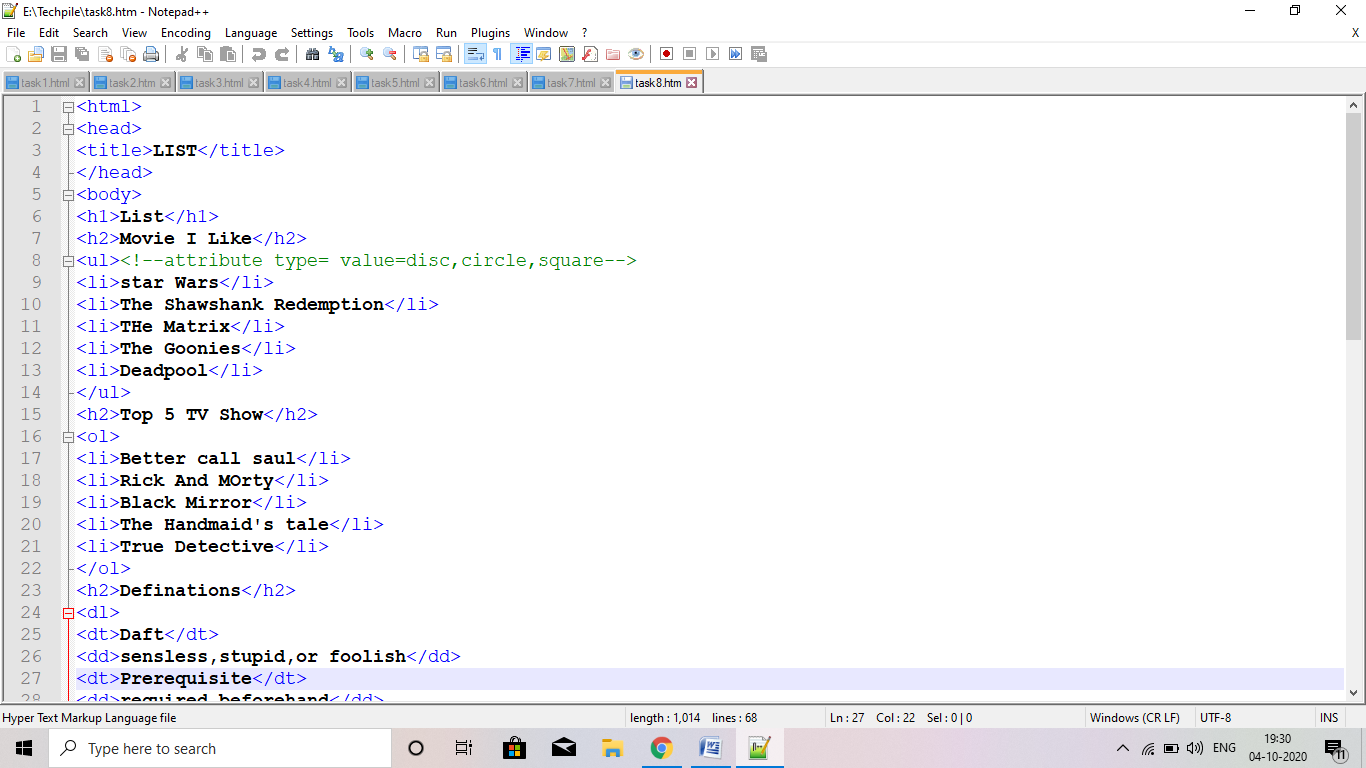 E:\Techpile\task8.htm - Notepad++
File Edit Search View Encoding Language Settings Tools Macro Run Plugins Window ? X
task1.html task2.htm task3.html task4.html task5.html task6.html task7.html task8.htm
1 <html>
2 <head>
3 <title>LIST</title>
4 </head>
5 <body>
6 <h1>List</h1>
7 <h2>Movie I Like</h2>
8 <ul><!--attribute type= value=disc,circle,square-->
9 <li>star Wars</li>
10 <li>The Shawshank Redemption</li>
11 <li>THe Matrix</li>
12 <li>The Goonies</li>
13 <li>Deadpool</li>
14 </ul>
15 <h2>Top 5 TV Show</h2>
16 <ol>
17 <li>Better call saul</li>
18 <li>Rick And MOrty</li>
19 <li>Black Mirror</li>
20 <li>The Handmaid's tale</li>
21 <li>True Detective</li>
22 </ol>
23 <h2>Definations</h2>
24 <dl>
25 <dt>Daft</dt>
26 <dd>sensless,stupid,or foolish</dd>
27 <dt>Prerequisite</dt>
28 <dd>required beforehand</dd>
Hyper Text Markup Language file length : 1,014 lines : 68 Ln : 27 Col : 22 Sel : 0 | 0 Windows (CR LF) UTF-8 INS
Type here to search ENG 19:30
04-10-2020 11